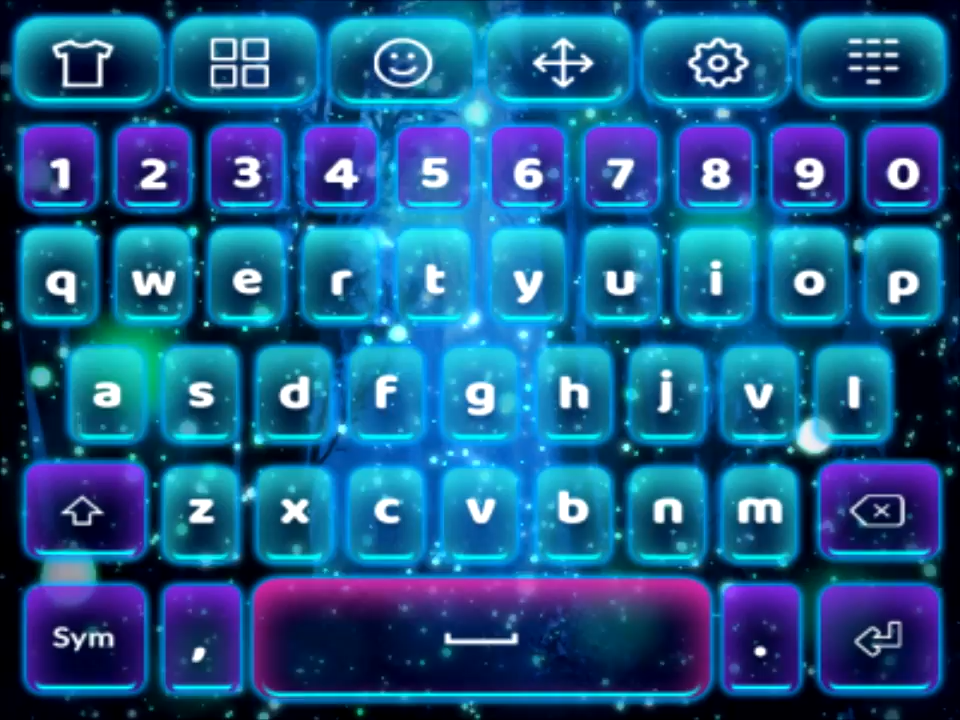 1 2 3 4 5 6 7 8 9 0
q w e r t y u i o p
a s d f g h j v l
z x c v b n m
Sym , .